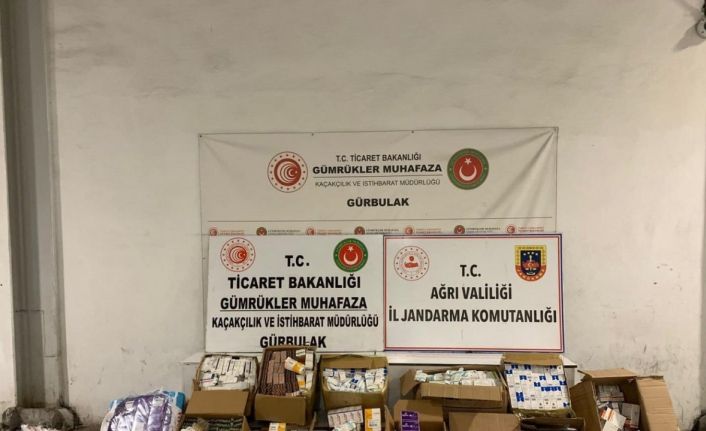 T.C. TİCARET BAKANLIĞI
GÜMRÜKLER MUHAFAZA
KAÇAKÇILIK VE İSTİHBARAT MÜDÜRLÜĞÜ
GÜRBULAK
T.C.
TİCARET BAKANLIĞI
GÜMRÜKLER MUHAFAZA
KAÇAKÇILIK VE İSTİHBARAT MÜDÜRLÜĞÜ
GÜRBULAK
T.C.
AĞRI VALİLİĞİ
İL JANDARMA KOMUTANLIĞI